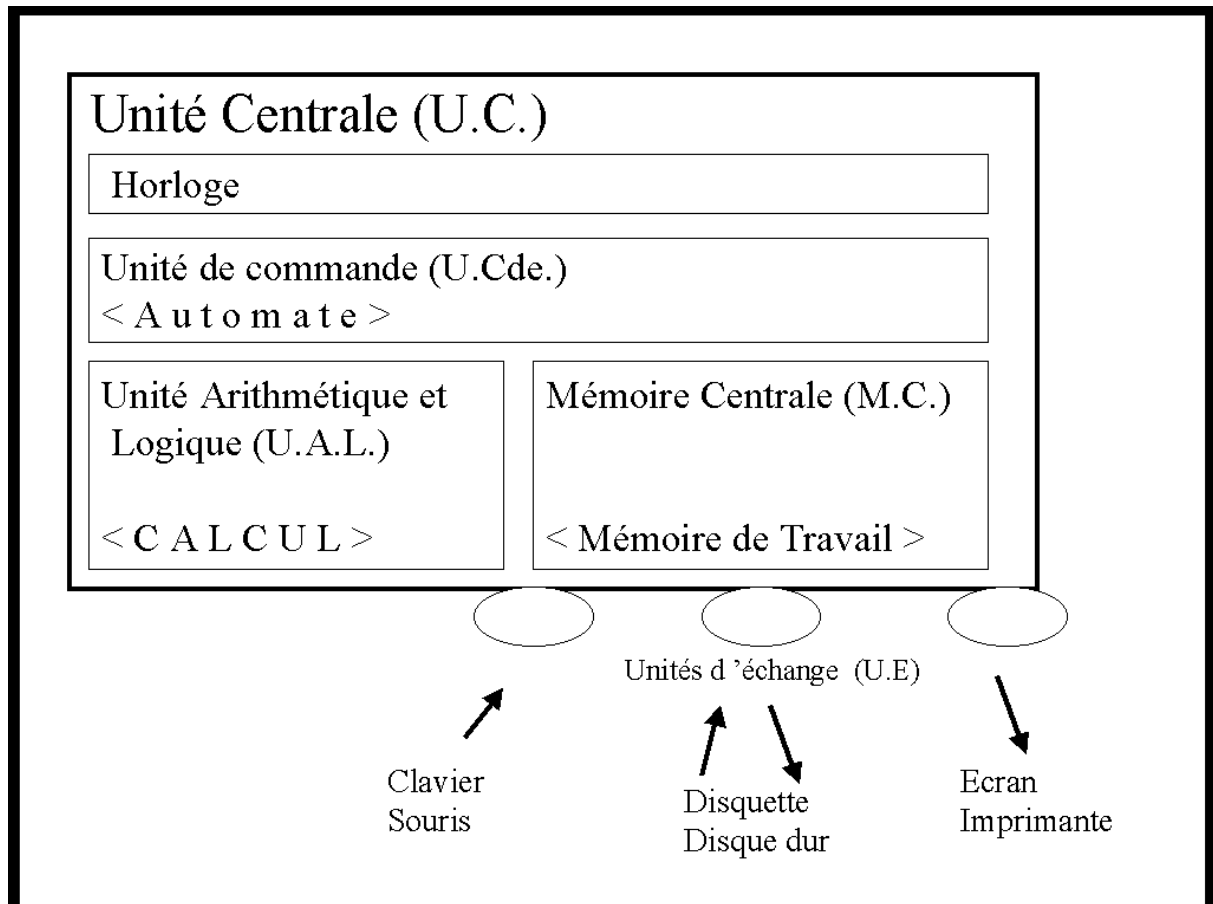 Unité Centrale (U.C.)
Horloge
Unité de commande (U.Cde.)
< A u t o m a t e >
Unité Arithmétique et
Logique (U.A.L.)
< C A L C U L >
Mémoire Centrale (M.C.)
< Mémoire de Travail >
Unités d ’échange (U.E)
Clavier
Souris
Disquette
Disque dur
Ecran
Imprimante